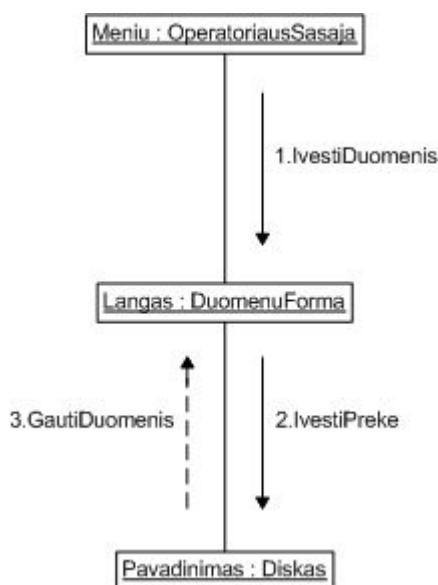 Meniu : OperatoriausSasaja
1.IvestiDuomenis
Langas : DuomenuForma
3.GautiDuomenis
2.IvestiPreke
Pavadinimas : Diskas